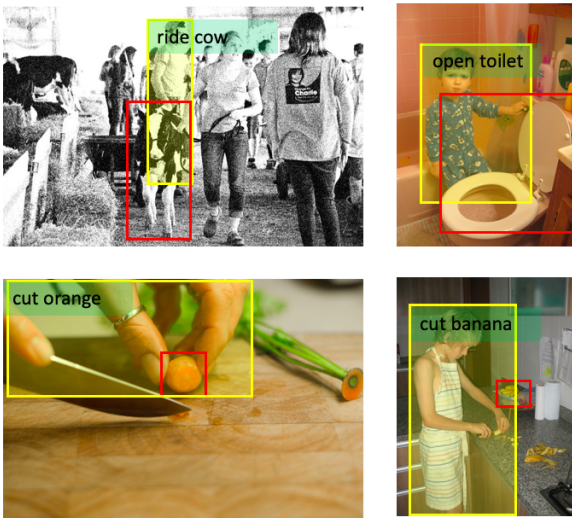 ride cow
open toilet
Charlie
cut orange
cut banana